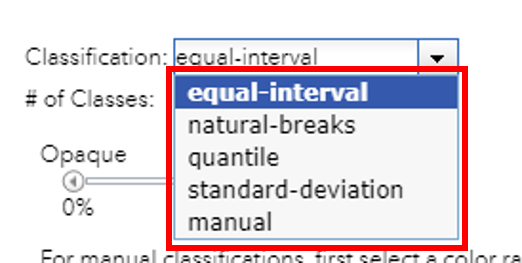 Classification: equal-interval
equal-interval
# of Classes:
natural-breaks
Opaque
quantile
standard-deviation
0%
manual
For manual classifications, first select a color ra